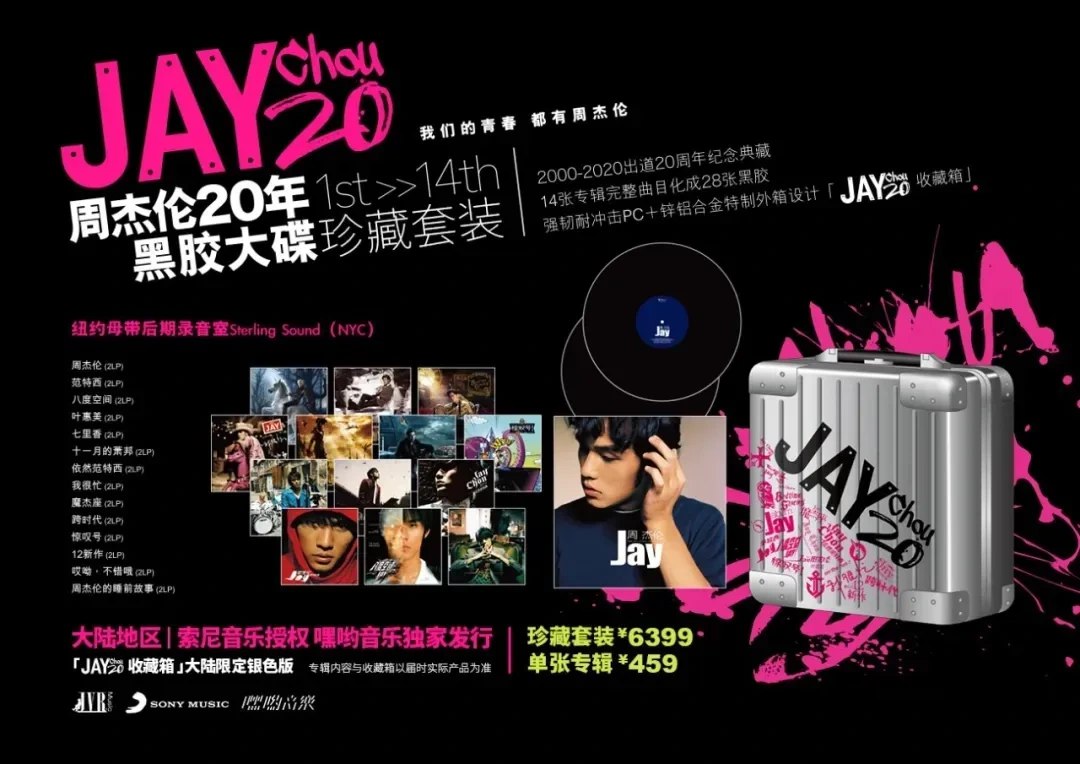 JAY Chou 20
我们的青春 都有周杰伦
周杰伦20年
黑胶大碟
1st>>14th
珍藏套装
2000-2020出道20周年纪念典藏
14张专辑完整曲目化成28张黑胶
强韧耐冲击PC+锌铝合金特制外箱设计「JAY Chou 20 收藏箱」
纽约母带后期录音室Sterling Sound（NYC）
周杰伦 (2LP)
范特西 (2LP)
八度空间 (2LP)
叶惠美 (2LP)
七里香 (2LP)
十一月的萧邦 (2LP)
依然范特西 (2LP)
我很忙 (2LP)
魔杰座 (2LP)
跨时代 (2LP)
惊叹号 (2LP)
12新作 (2LP)
哎呦，不错哦 (2LP)
周杰伦的睡前故事 (2LP)
Jay
JAY
Jay Chou
Jay
周 杰 伦
Jay
JAY Chou 20
Jay
大陆地区 | 索尼音乐授权 嘿哟音乐独家发行
「JAY Chou 20 收藏箱」大陆限定银色版 专辑内容与收藏箱以届时实际产品为准
珍藏套装 ¥6399
单张专辑 ¥459
JVR Music
SONY MUSIC
嘿哟音樂